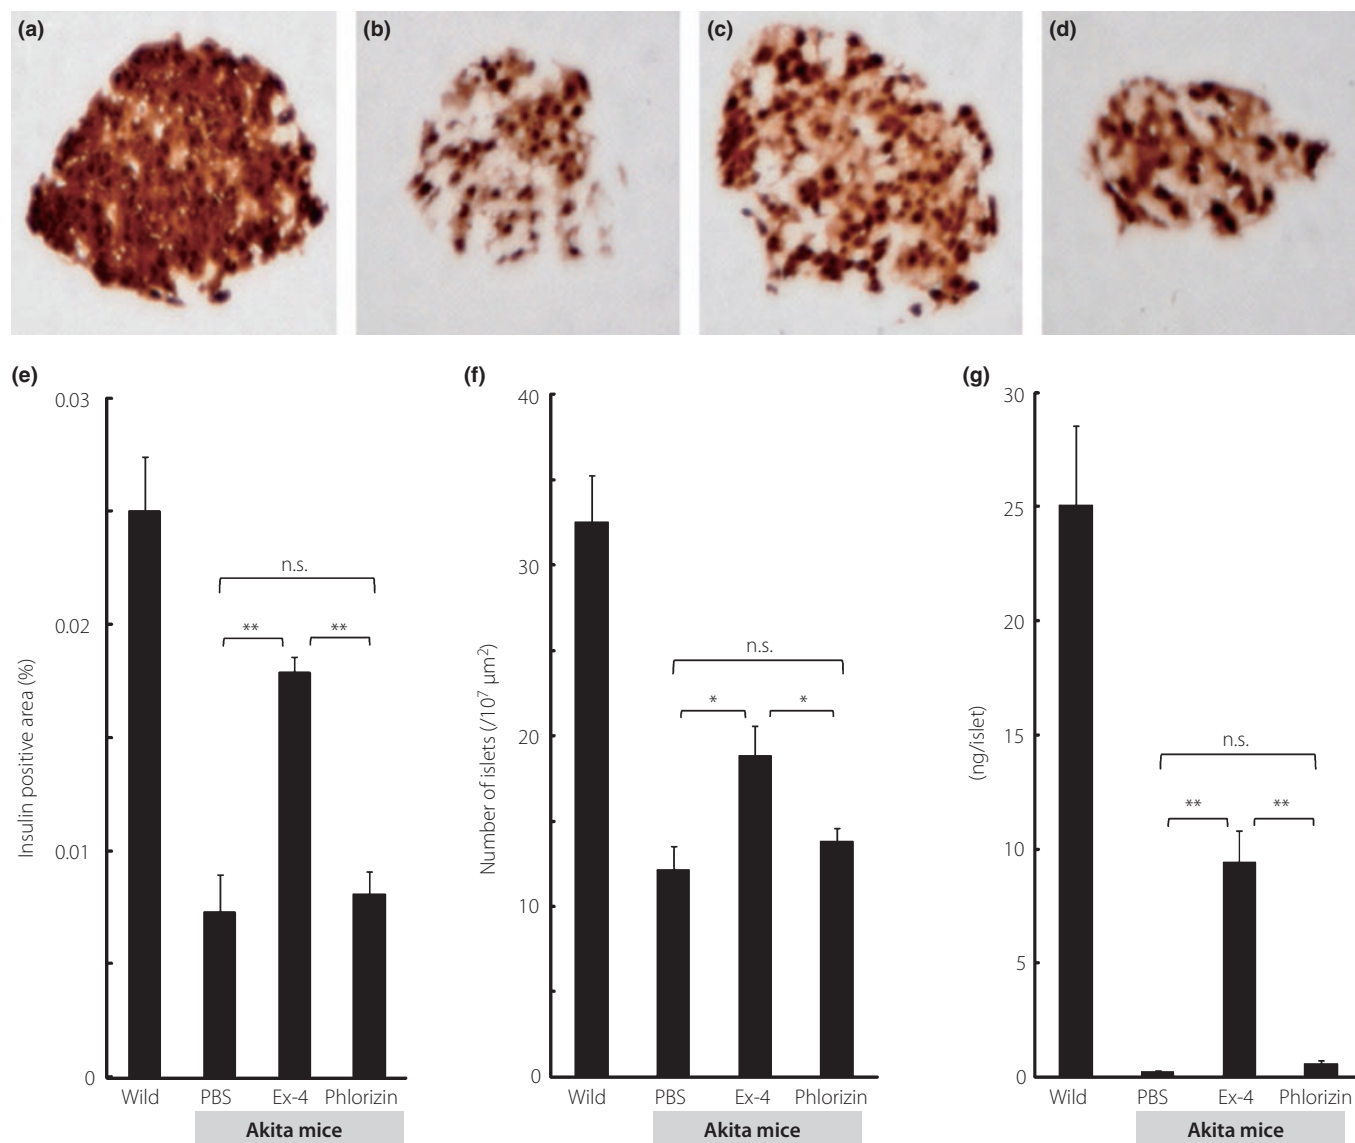 (a) (b) (c) (d)
(e) (f) (g)
0.03
0.02
0.01
0
Insulin positive area (%)
n.s.
** **
Wild PBS Ex-4 Phlorizin
Akita mice
40
30
20
10
0
Number of islets (/10⁷ µm²)
n.s.
* *
Wild PBS Ex-4 Phlorizin
Akita mice
30
25
20
15
10
5
0
(ng/islet)
n.s.
** **
Wild PBS Ex-4 Phlorizin
Akita mice